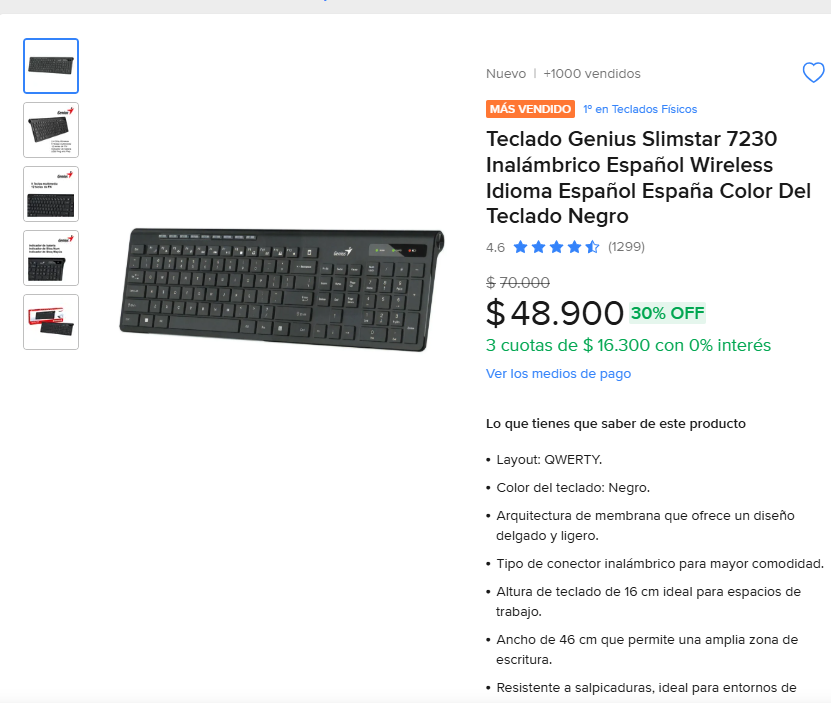 Nuevo | +1000 vendidos
MÁS VENDIDO 1º en Teclados Físicos
Teclado Genius Slimstar 7230
Inalámbrico Español Wireless
Idioma Español España Color Del
Teclado Negro
4.6 (1299)
$ 70.000
$ 48.900 30% OFF
3 cuotas de $ 16.300 con 0% interés
Ver los medios de pago
Lo que tienes que saber de este producto
• Layout: QWERTY.
• Color del teclado: Negro.
• Arquitectura de membrana que ofrece un diseño
delgado y ligero.
• Tipo de conector inalámbrico para mayor comodidad.
• Altura de teclado de 16 cm ideal para espacios de
trabajo.
• Ancho de 46 cm que permite una amplia zona de
escritura.
• Resistente a salpicaduras, ideal para entornos de
Genius